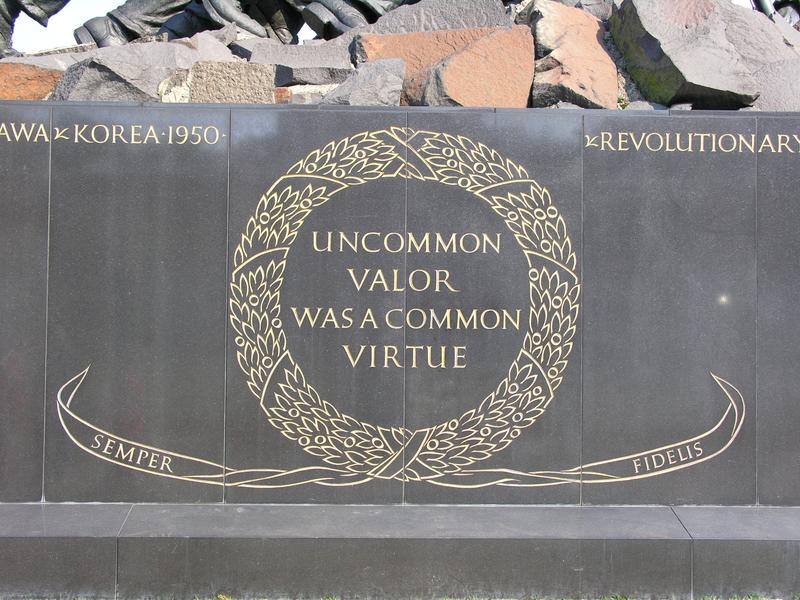 AWA KOREA·1950·
REVOLUTIONARY
UNCOMMON
VALOR
WAS A COMMON
VIRTUE
SEMPER
FIDELIS